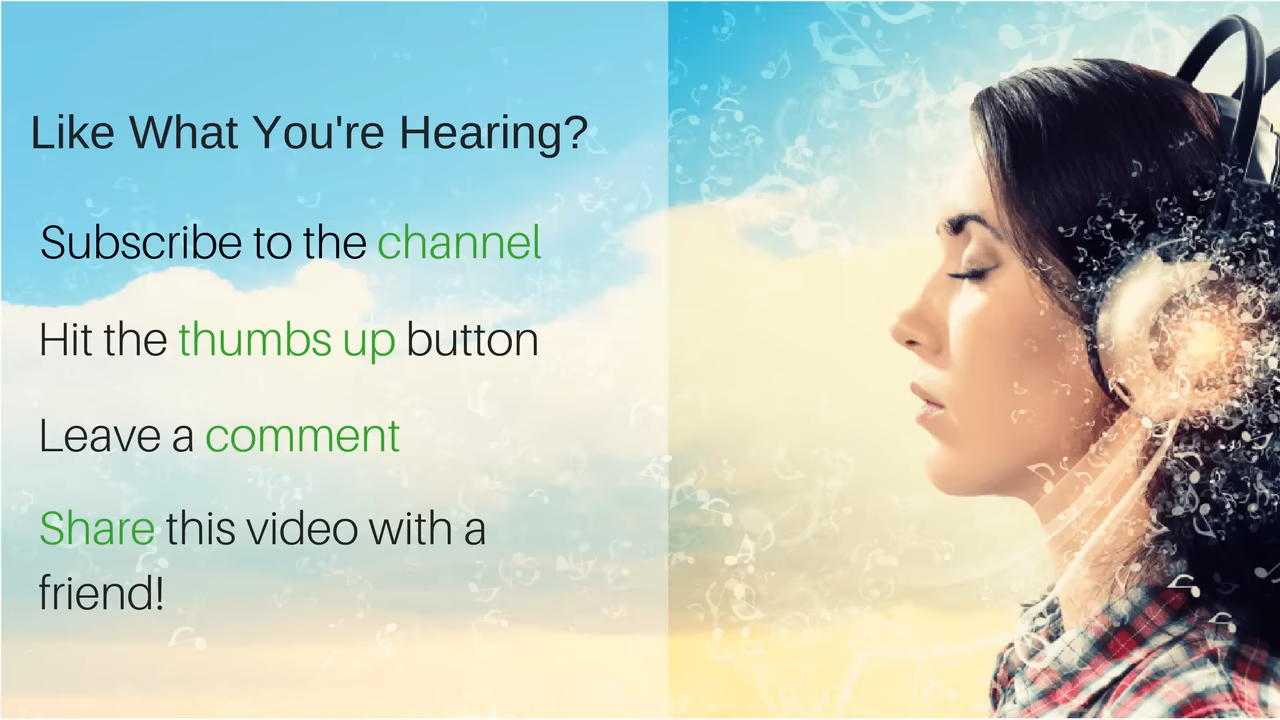 Like What You're Hearing?
Subscribe to the channel
Hit the thumbs up button
Leave a comment
Share this video with a
friend!